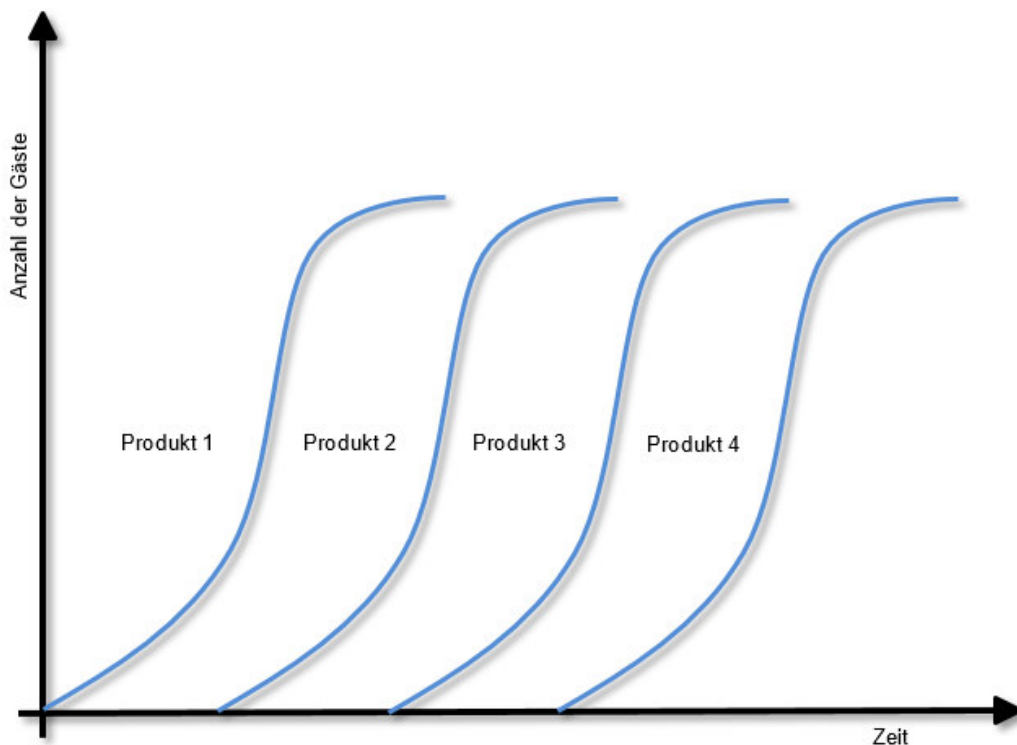 Anzahl der Gäste
Produkt 1
Produkt 2
Produkt 3
Produkt 4
Zeit